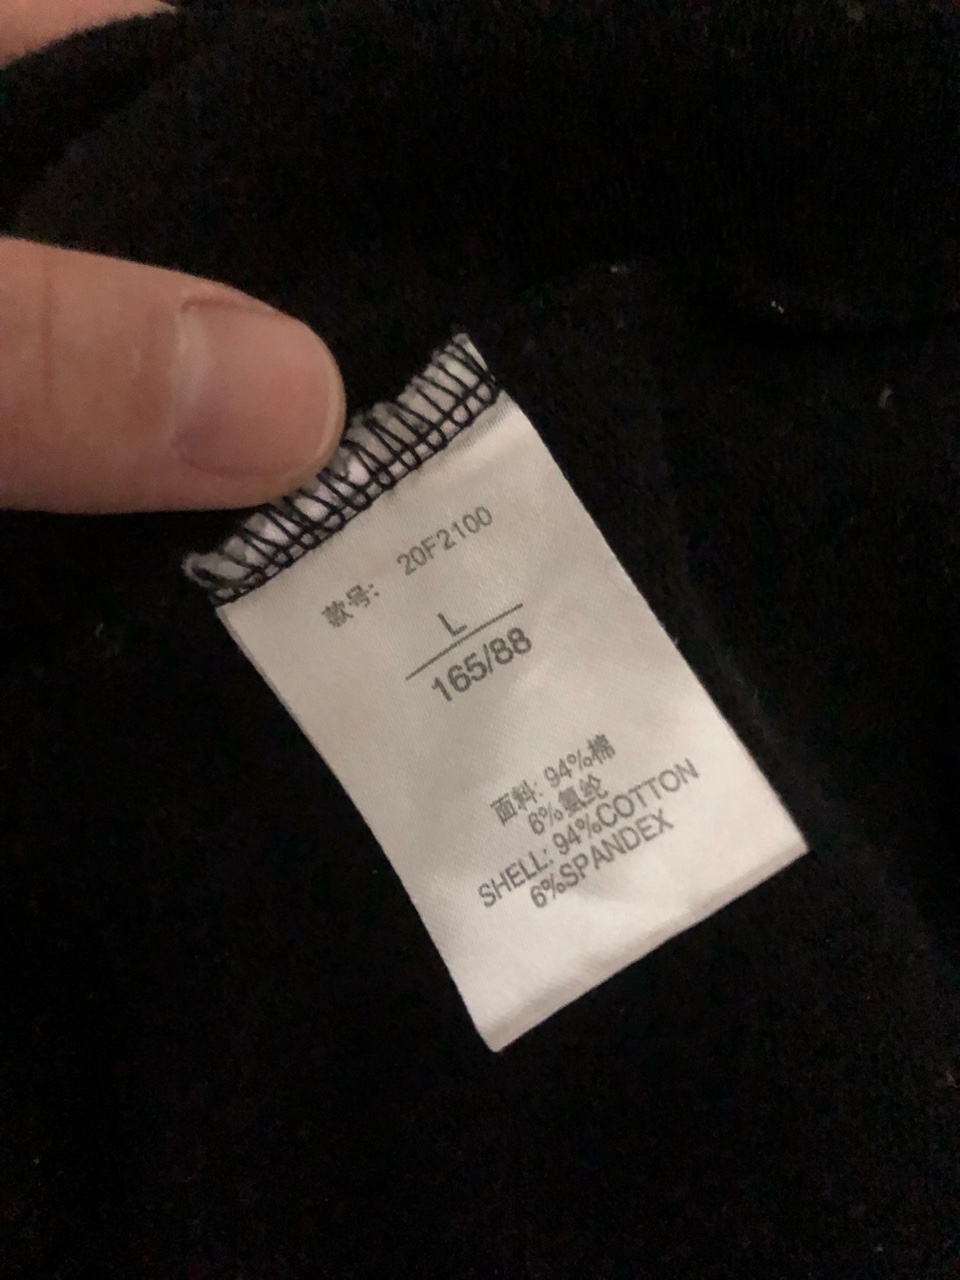 款号: 20F2100
L
165/88
面料: 94%棉
6%氨纶
SHELL: 94%COTTON
6%SPANDEX